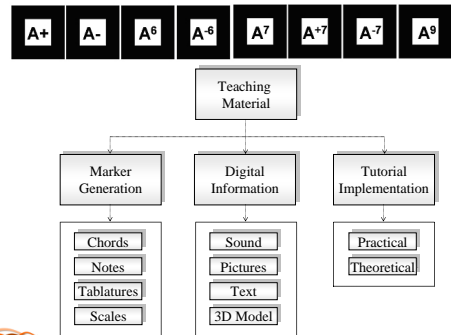 A+ A- A⁶ A⁻⁶ A⁷ A⁺⁷ A⁻⁷ A⁹
Teaching
Material
Marker
Generation
Digital
Information
Tutorial
Implementation
Chords
Notes
Tablatures
Scales
Sound
Pictures
Text
3D Model
Practical
Theoretical